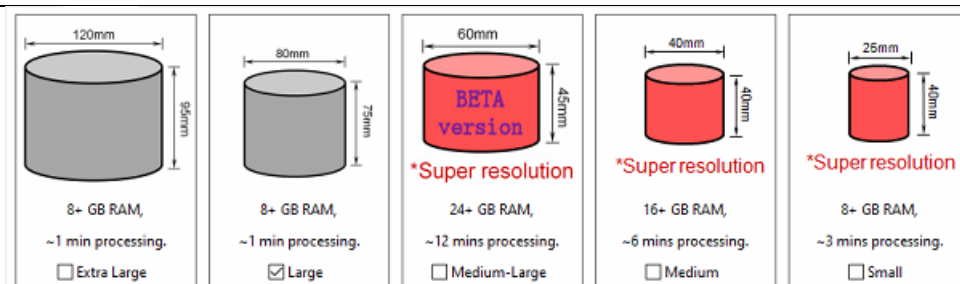 120mm
95mm
8+ GB RAM,
~1 min processing.
Extra Large
80mm
75mm
8+ GB RAM,
~1 min processing.
Large
60mm
45mm
BETA
version
*Super resolution
24+ GB RAM,
~12 mins processing.
Medium-Large
40mm
40mm
*Super resolution
16+ GB RAM,
~6 mins processing.
Medium
25mm
40mm
*Super resolution
8+ GB RAM,
~3 mins processing.
Small